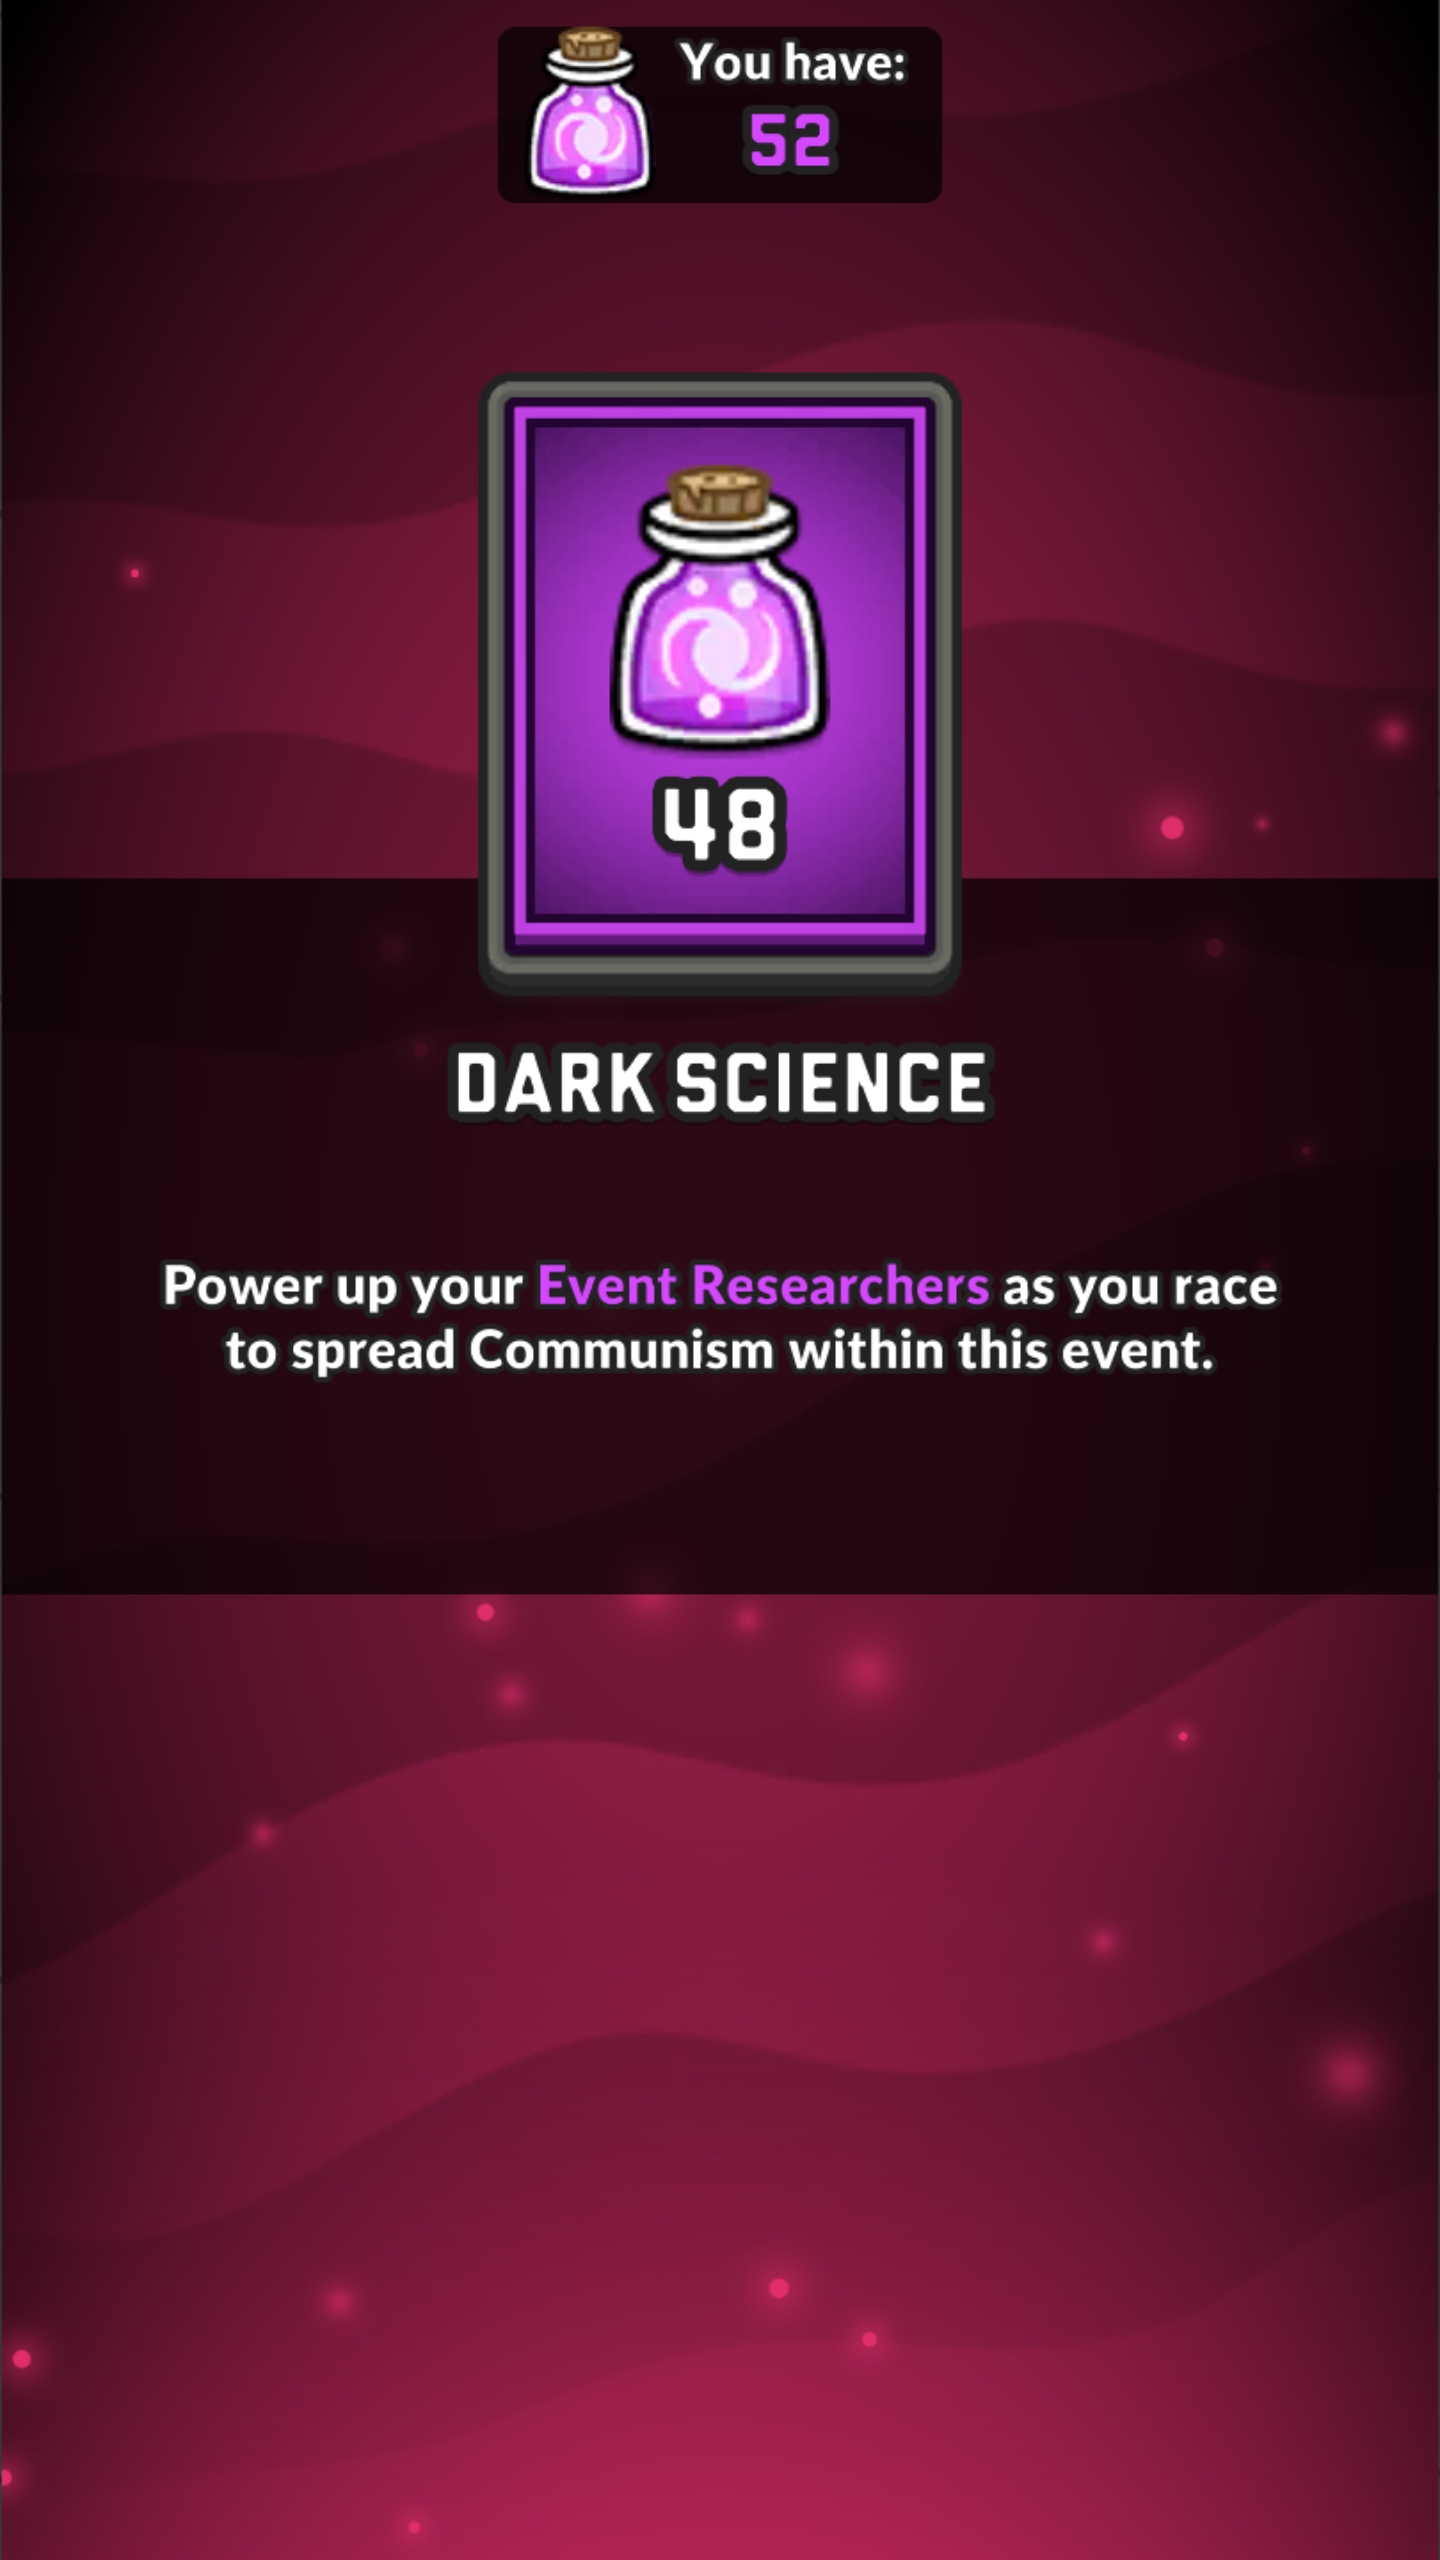 You have:
52
48
DARK SCIENCE
Power up your Event Researchers as you race
to spread Communism within this event.